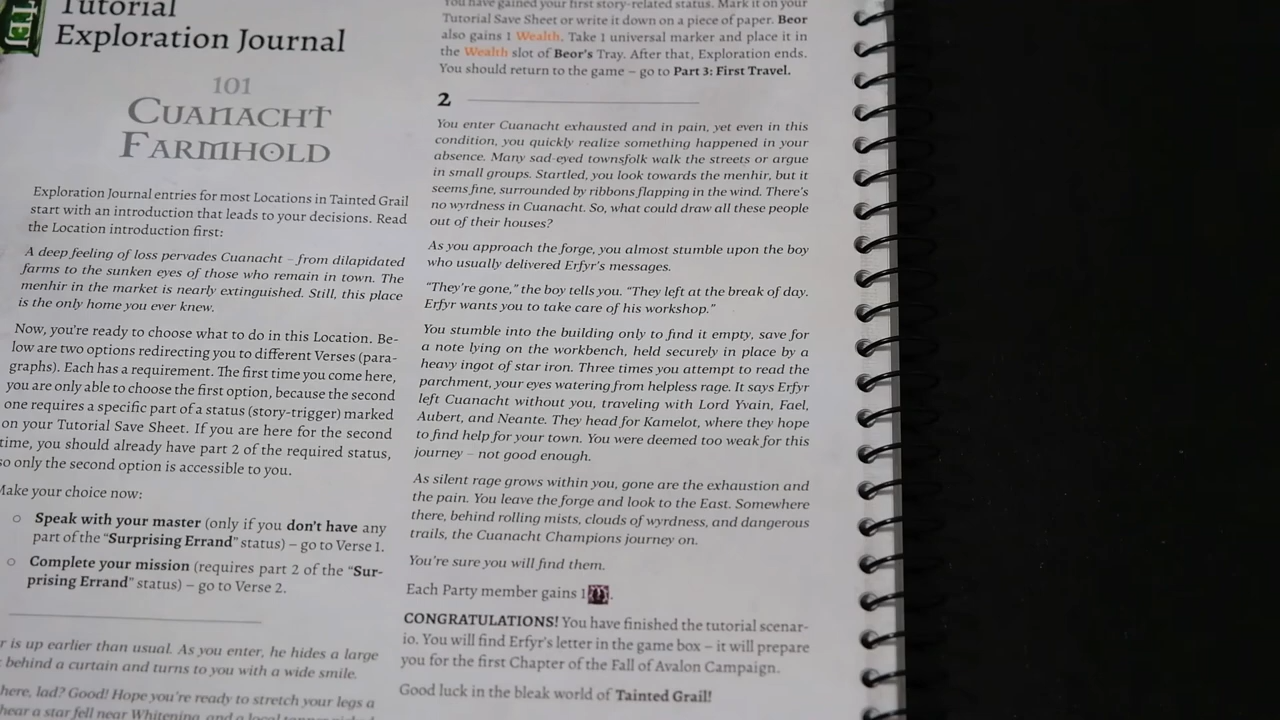 Tutorial
Exploration Journal
101
CUANACHT
FARMHOLD
Exploration Journal entries for most Locations in Tainted Grail
start with an introduction that leads to your decisions. Read
the Location introduction first:
A deep feeling of loss pervades Cuanacht – from dilapidated
farms to the sunken eyes of those who remain in town. The
menhir in the market is nearly extinguished. Still, this place
is the only home you ever knew.
Now, you're ready to choose what to do in this Location. Be-
low are two options redirecting you to different Verses (para-
graphs). Each has a requirement. The first time you come here,
you are only able to choose the first option, because the second
one requires a specific part of a status (story-trigger) marked
on your Tutorial Save Sheet. If you are here for the second
time, you should already have part 2 of the required status,
so only the second option is accessible to you.
Make your choice now:
Speak with your master (only if you don't have any
part of the “Surprising Errand” status) – go to Verse 1.
Complete your mission (requires part 2 of the “Sur-
prising Errand” status) – go to Verse 2.
r is up earlier than usual. As you enter, he hides a large
behind a curtain and turns to you with a wide smile.
here, lad? Good! Hope you're ready to stretch your legs a
hear a star fell near Whitening, and a local
You have gained your first story-related status. Mark it on your
Tutorial Save Sheet or write it down on a piece of paper. Beor
also gains 1 Wealth. Take 1 universal marker and place it in
the Wealth slot of Beor's Tray. After that, Exploration ends.
You should return to the game – go to Part 3: First Travel.
2
You enter Cuanacht exhausted and in pain, yet even in this
condition, you quickly realize something happened in your
absence. Many sad-eyed townsfolk walk the streets or argue
in small groups. Startled, you look towards the menhir, but it
seems fine, surrounded by ribbons flapping in the wind. There's
no wyrdness in Cuanacht. So, what could draw all these people
out of their houses?
As you approach the forge, you almost stumble upon the boy
who usually delivered Erfyr's messages.
“They're gone,” the boy tells you. “They left at the break of day.
Erfyr wants you to take care of his workshop.”
You stumble into the building only to find it empty, save for
a note lying on the workbench, held securely in place by a
heavy ingot of star iron. Three times you attempt to read the
parchment, your eyes watering from helpless rage. It says Erfyr
left Cuanacht without you, traveling with Lord Yvain, Fael,
Aubert, and Neante. They head for Kamelot, where they hope
to find help for your town. You were deemed too weak for this
journey – not good enough.
As silent rage grows within you, gone are the exhaustion and
the pain. You leave the forge and look to the East. Somewhere
there, behind rolling mists, clouds of wyrdness, and dangerous
trails, the Cuanacht Champions journey on.
You're sure you will find them.
Each Party member gains 1 .
CONGRATULATIONS! You have finished the tutorial scenar-
io. You will find Erfyr's letter in the game box – it will prepare
you for the first Chapter of the Fall of Avalon Campaign.
Good luck in the bleak world of Tainted Grail!